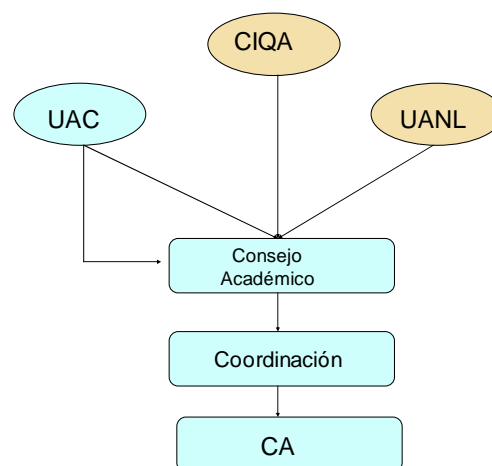 CIQA
UAC
UANL
Consejo
Académico
Coordinación
CA